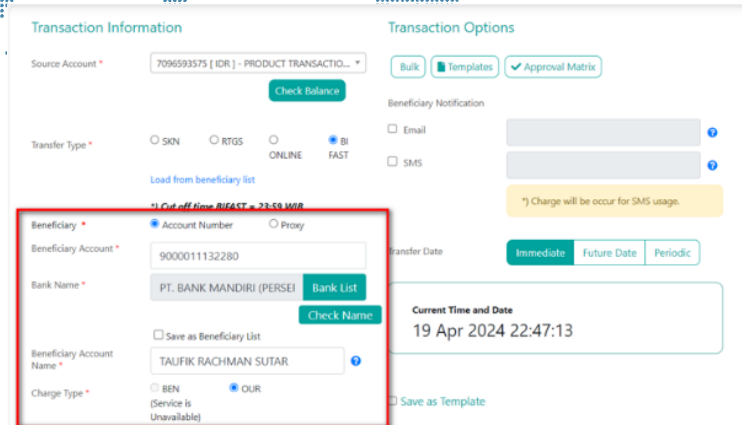 Transaction Information
Source Account *
7096593575 [ IDR ] - PRODUCT TRANSACTIO...
Check Balance
Transfer Type *
SKN
RTGS
ONLINE
BI FAST
Load from beneficiary list
*) Cut off time BIFAST = 23:59 WIB
Beneficiary *
Account Number
Proxy
Beneficiary Account *
9000011132280
Bank Name *
PT. BANK MANDIRI (PERSEI
Bank List
Check Name
Save as Beneficiary List
Beneficiary Account
Name *
TAUFIK RACHMAN SUTAR
Charge Type *
BEN
(Service is
Unavailable)
OUR
Transaction Options
Bulk
Templates
Approval Matrix
Beneficiary Notification
Email
SMS
*) Charge will be occur for SMS usage.
Transfer Date
Immediate
Future Date
Periodic
Current Time and Date
19 Apr 2024 22:47:13
Save as Template